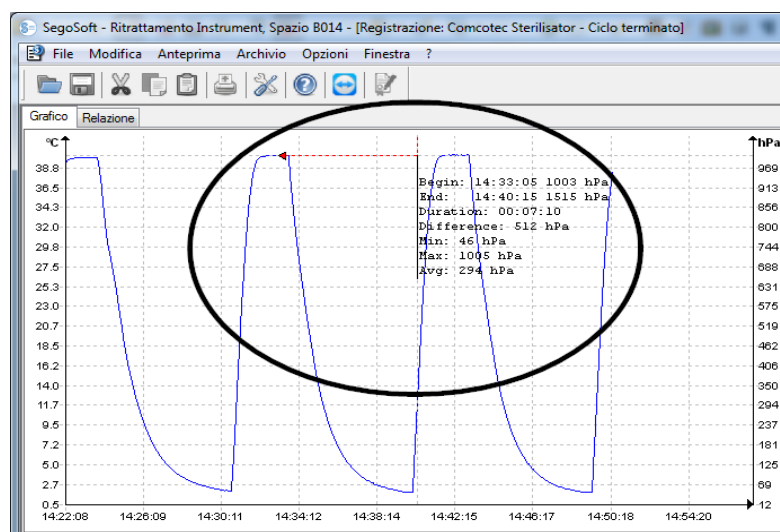 SegoSoft - Ritrattamento Instrument, Spazio B014 - [Registrazione: Comcotec Sterilisator - Ciclo terminato]
File Modifica Anteprima Archivio Opzioni Finestra ?
Grafico Relazione
ºC hPa
38.8 969
36.5 913
34.3 856
32.0 800
29.8 744
27.5 688
25.3 631
23.0 575
20.7 519
18.5 462
16.2 406
14.0 350
11.7 294
9.5 237
7.2 181
5.0 125
2.7 69
0.5 12
Begin: 14:33:05 1003 hPa
End: 14:40:15 1515 hPa
Duration: 00:07:10
Difference: 512 hPa
Min: 46 hPa
Max: 1005 hPa
Avg: 294 hPa
14:22:08 14:26:09 14:30:11 14:34:12 14:38:14 14:42:15 14:46:17 14:50:18 14:54:20